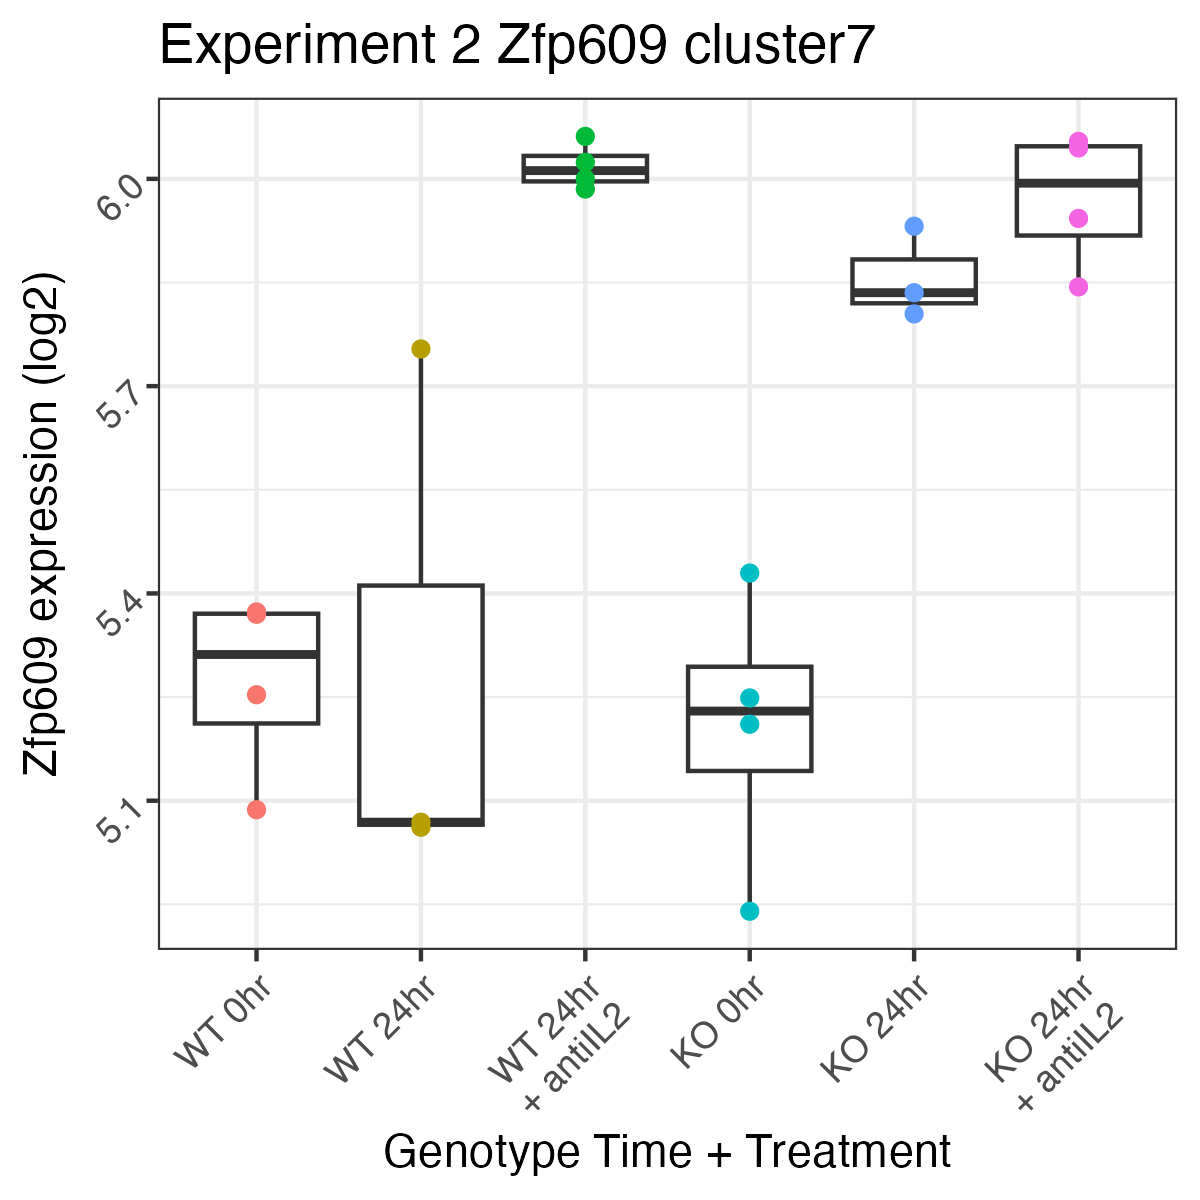 Experiment 2 Zfp609 cluster7
Zfp609 expression (log2)
6.0
5.7
5.4
5.1
WT 0hr
WT 24hr
WT 24hr
+ antiIL2
KO 0hr
KO 24hr
KO 24hr
+ antiIL2
Genotype Time + Treatment